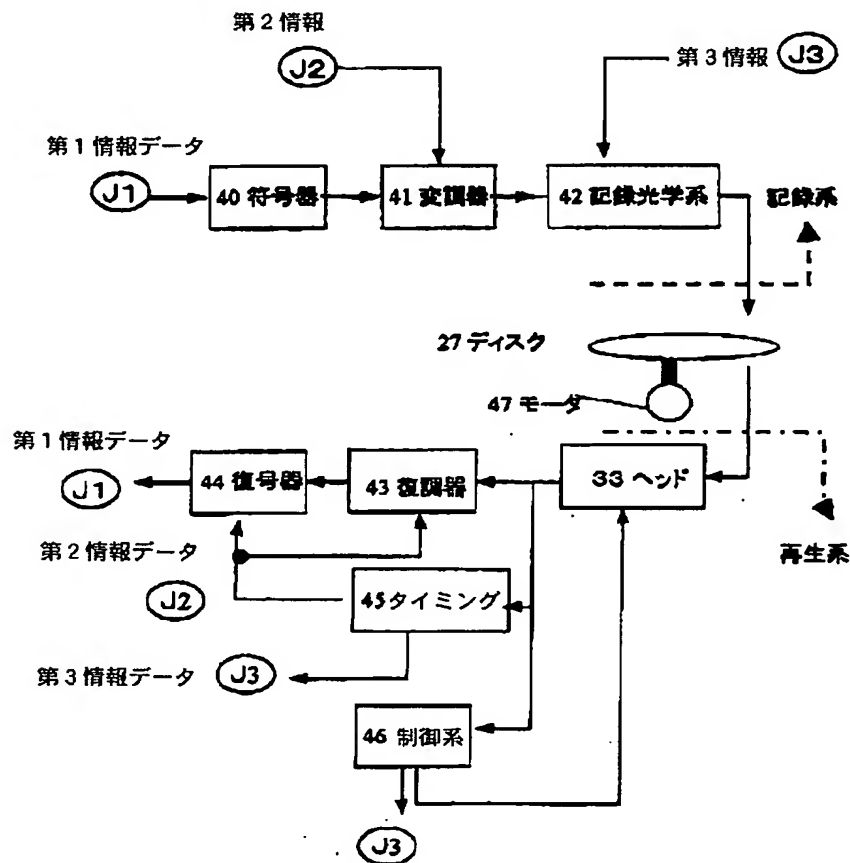 第2情報
J2
第3情報 J3
第1情報データ
J1
40 符号器
41 変調器
42 記録光学系
記録系
27 ディスク
47 モータ
第1情報データ
J1
44 復号器
43 復調器
33 ヘッド
再生系
第2情報データ
J2
45タイミング
第3情報データ J3
46 制御系
J3